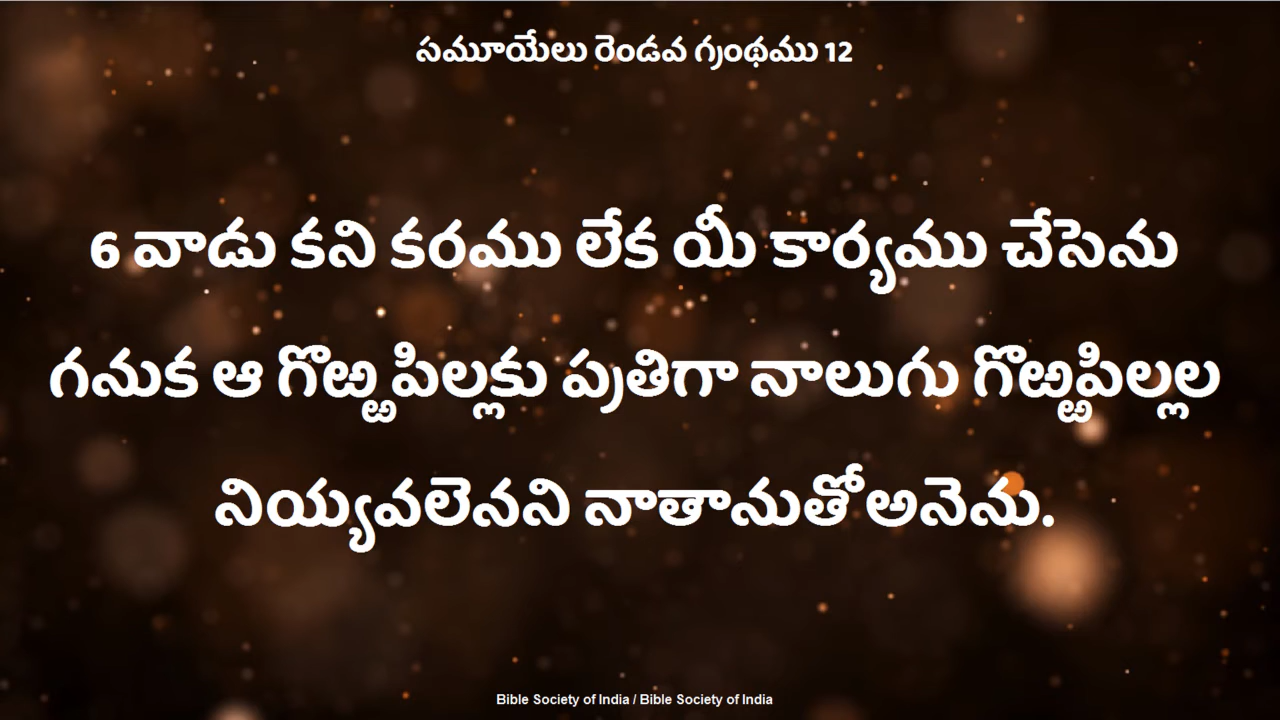 సమూయేలు రెండవ గ్రంథము 12
6 వాడు కని కరము లేక యీ కార్యము చేసెను
గనుక ఆ గొఱ్ఱ పిల్లకు ప్రతిగా నాలుగు గొఱ్ఱపిల్లల
నియ్యవలెనని నాతానుతోఅనెను.
Bible Society of India / Bible Society of India